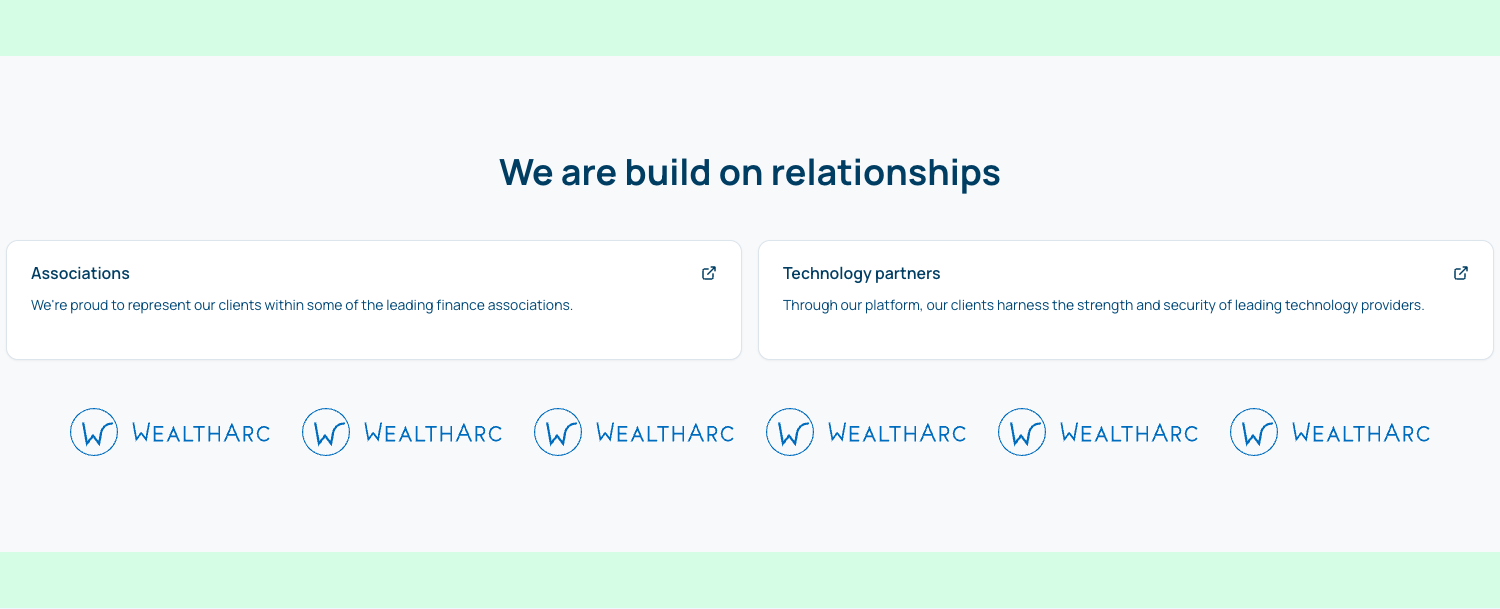 We are build on relationships
Associations
We're proud to represent our clients within some of the leading finance associations.
Technology partners
Through our platform, our clients harness the strength and security of leading technology providers.
W WEALTHARC W WEALTHARC W WEALTHARC W WEALTHARC W WEALTHARC W WEALTHARC